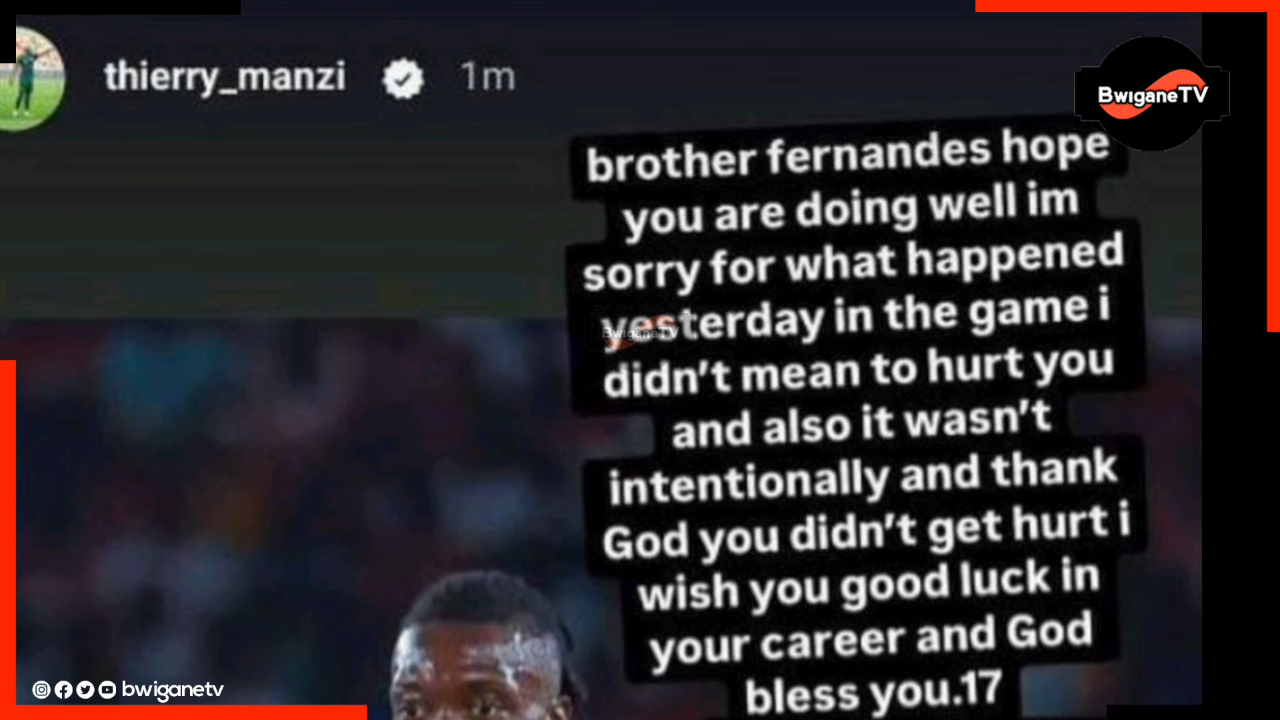 thierry_manzi 1m
BwiganeTV
brother fernandes hope
you are doing well im
sorry for what happened
yesterday in the game i
BwiganeTV
didn't mean to hurt you
and also it wasn't
intentionally and thank
God you didn't get hurt i
wish you good luck in
your career and God
bless you.17
bwiganetv